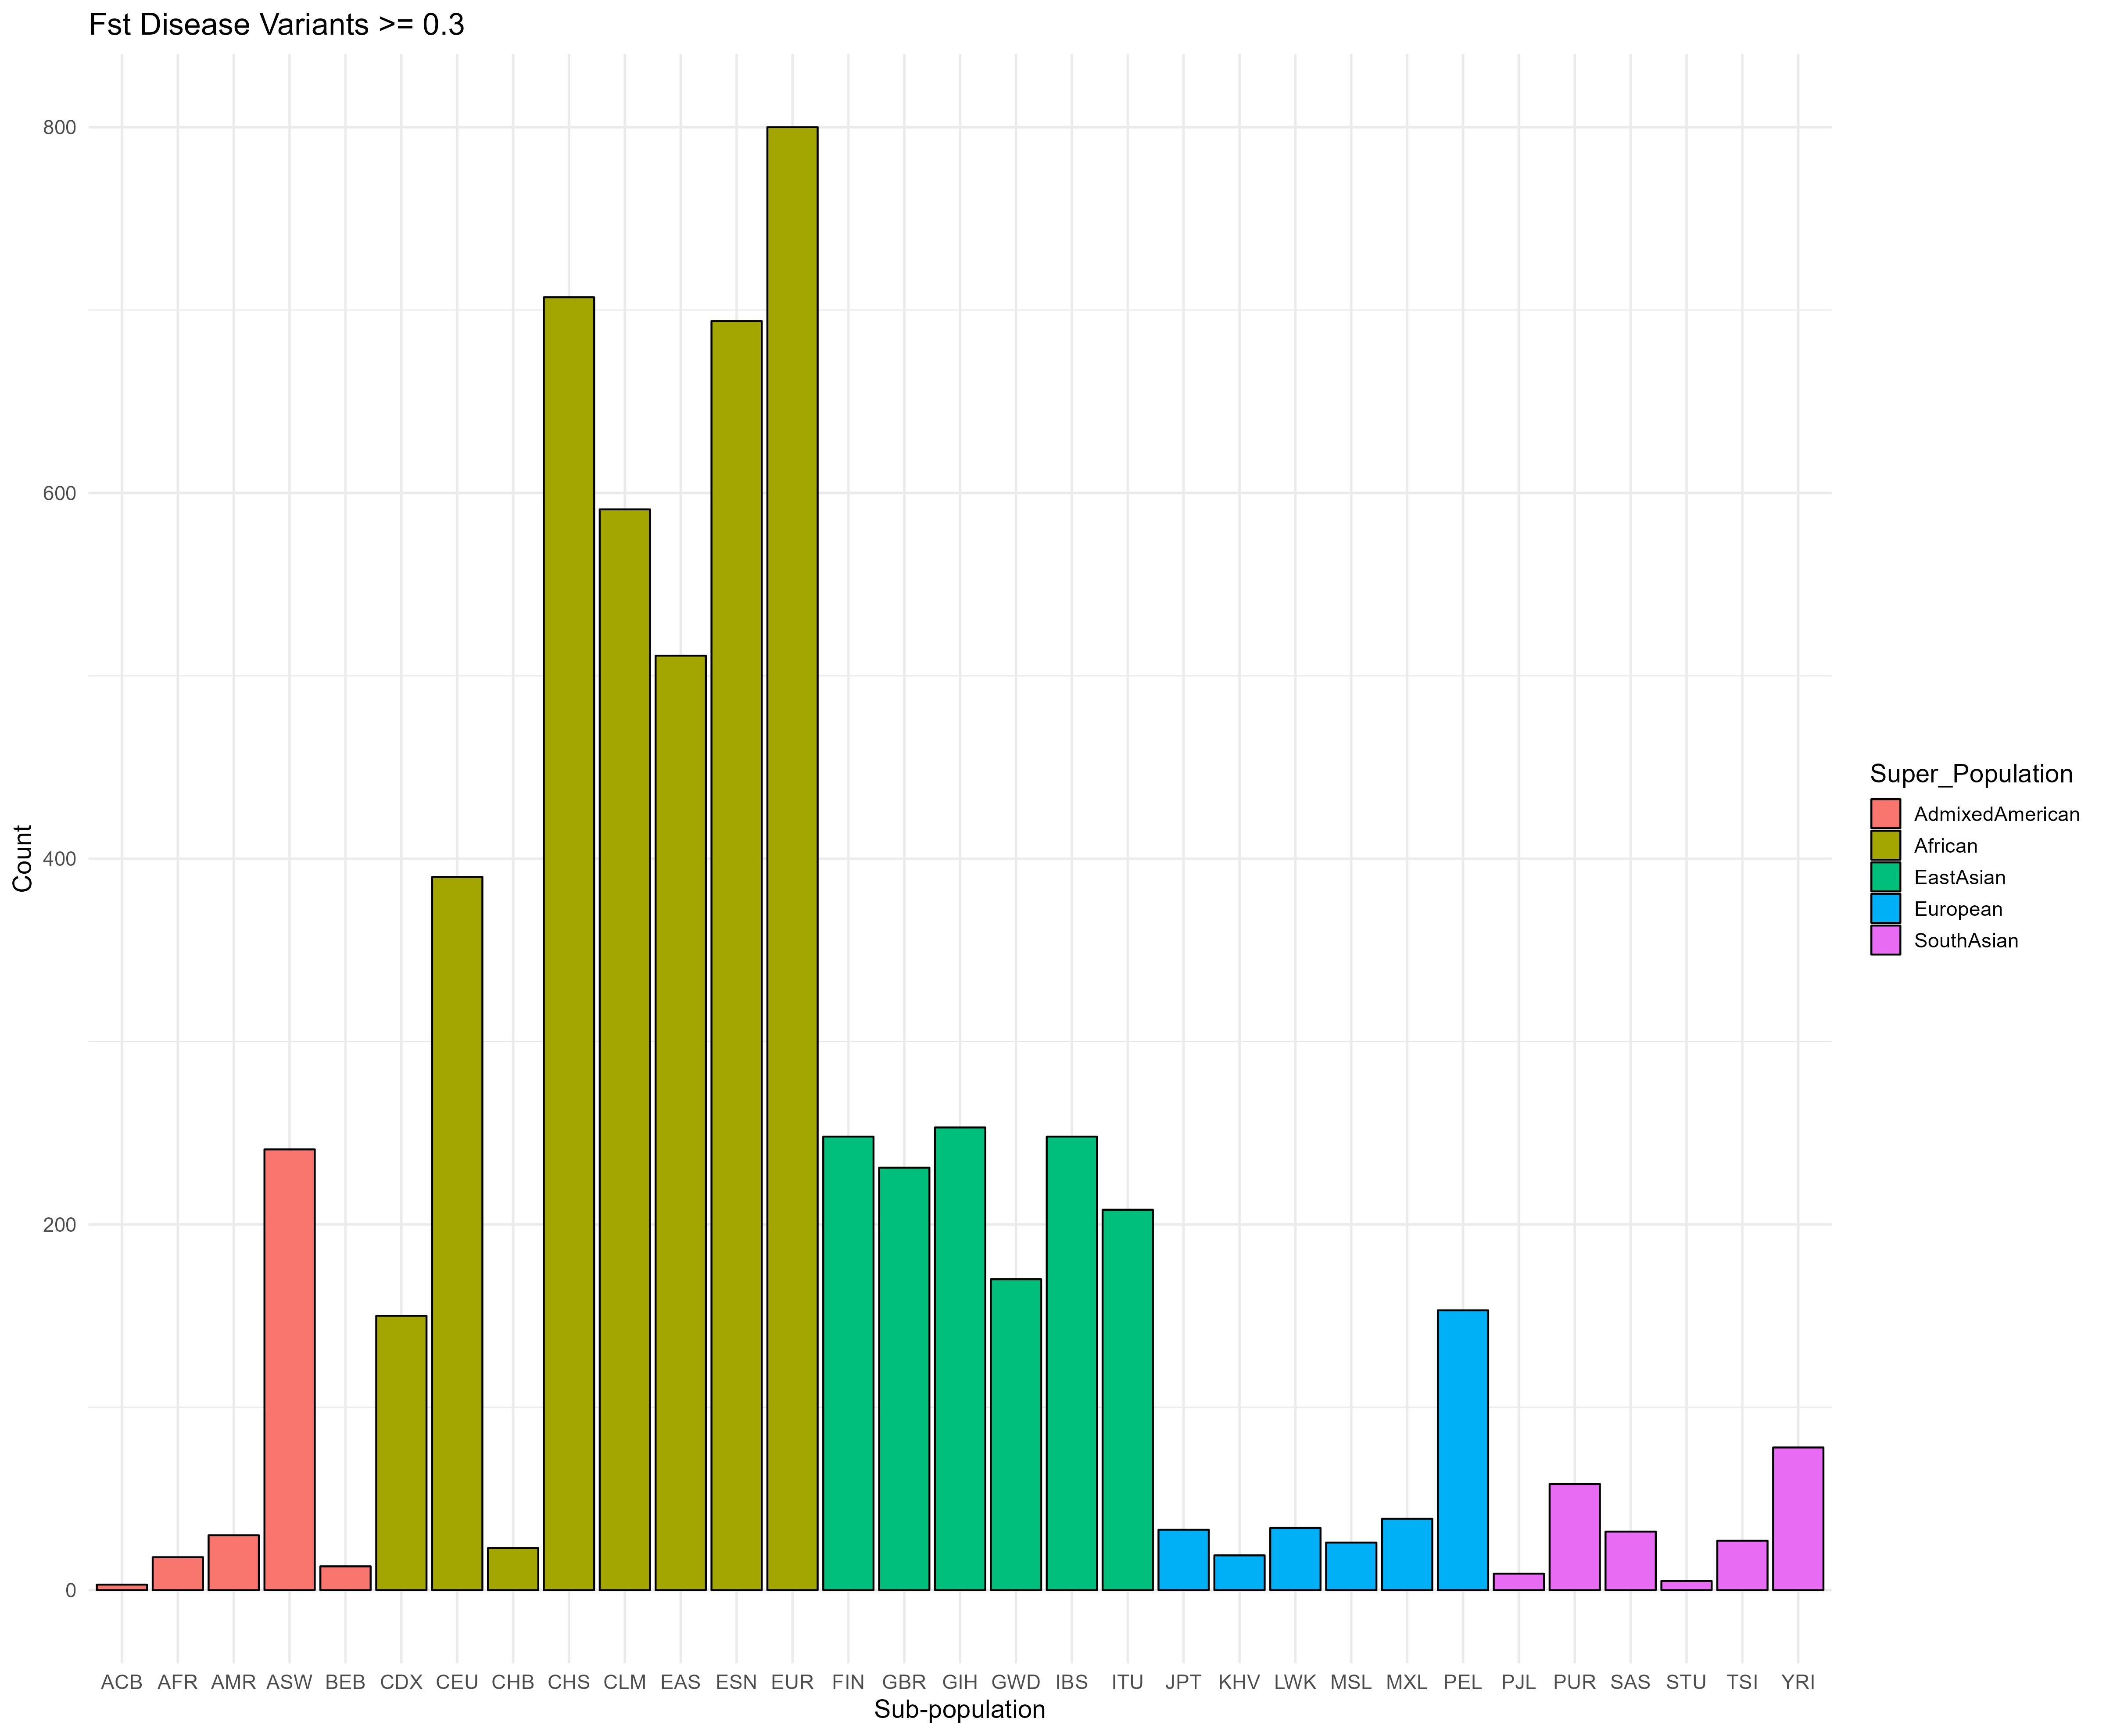 Fst Disease Variants >= 0.3
800
600
400
200
0
Count
ACB AFR AMR ASW BEB CDX CEU CHB CHS CLM EAS ESN EUR FIN GBR GIH GWD IBS ITU JPT KHV LWK MSL MXL PEL PJL PUR SAS STU TSI YRI
Sub-population
Super_Population
AdmixedAmerican
African
EastAsian
European
SouthAsian